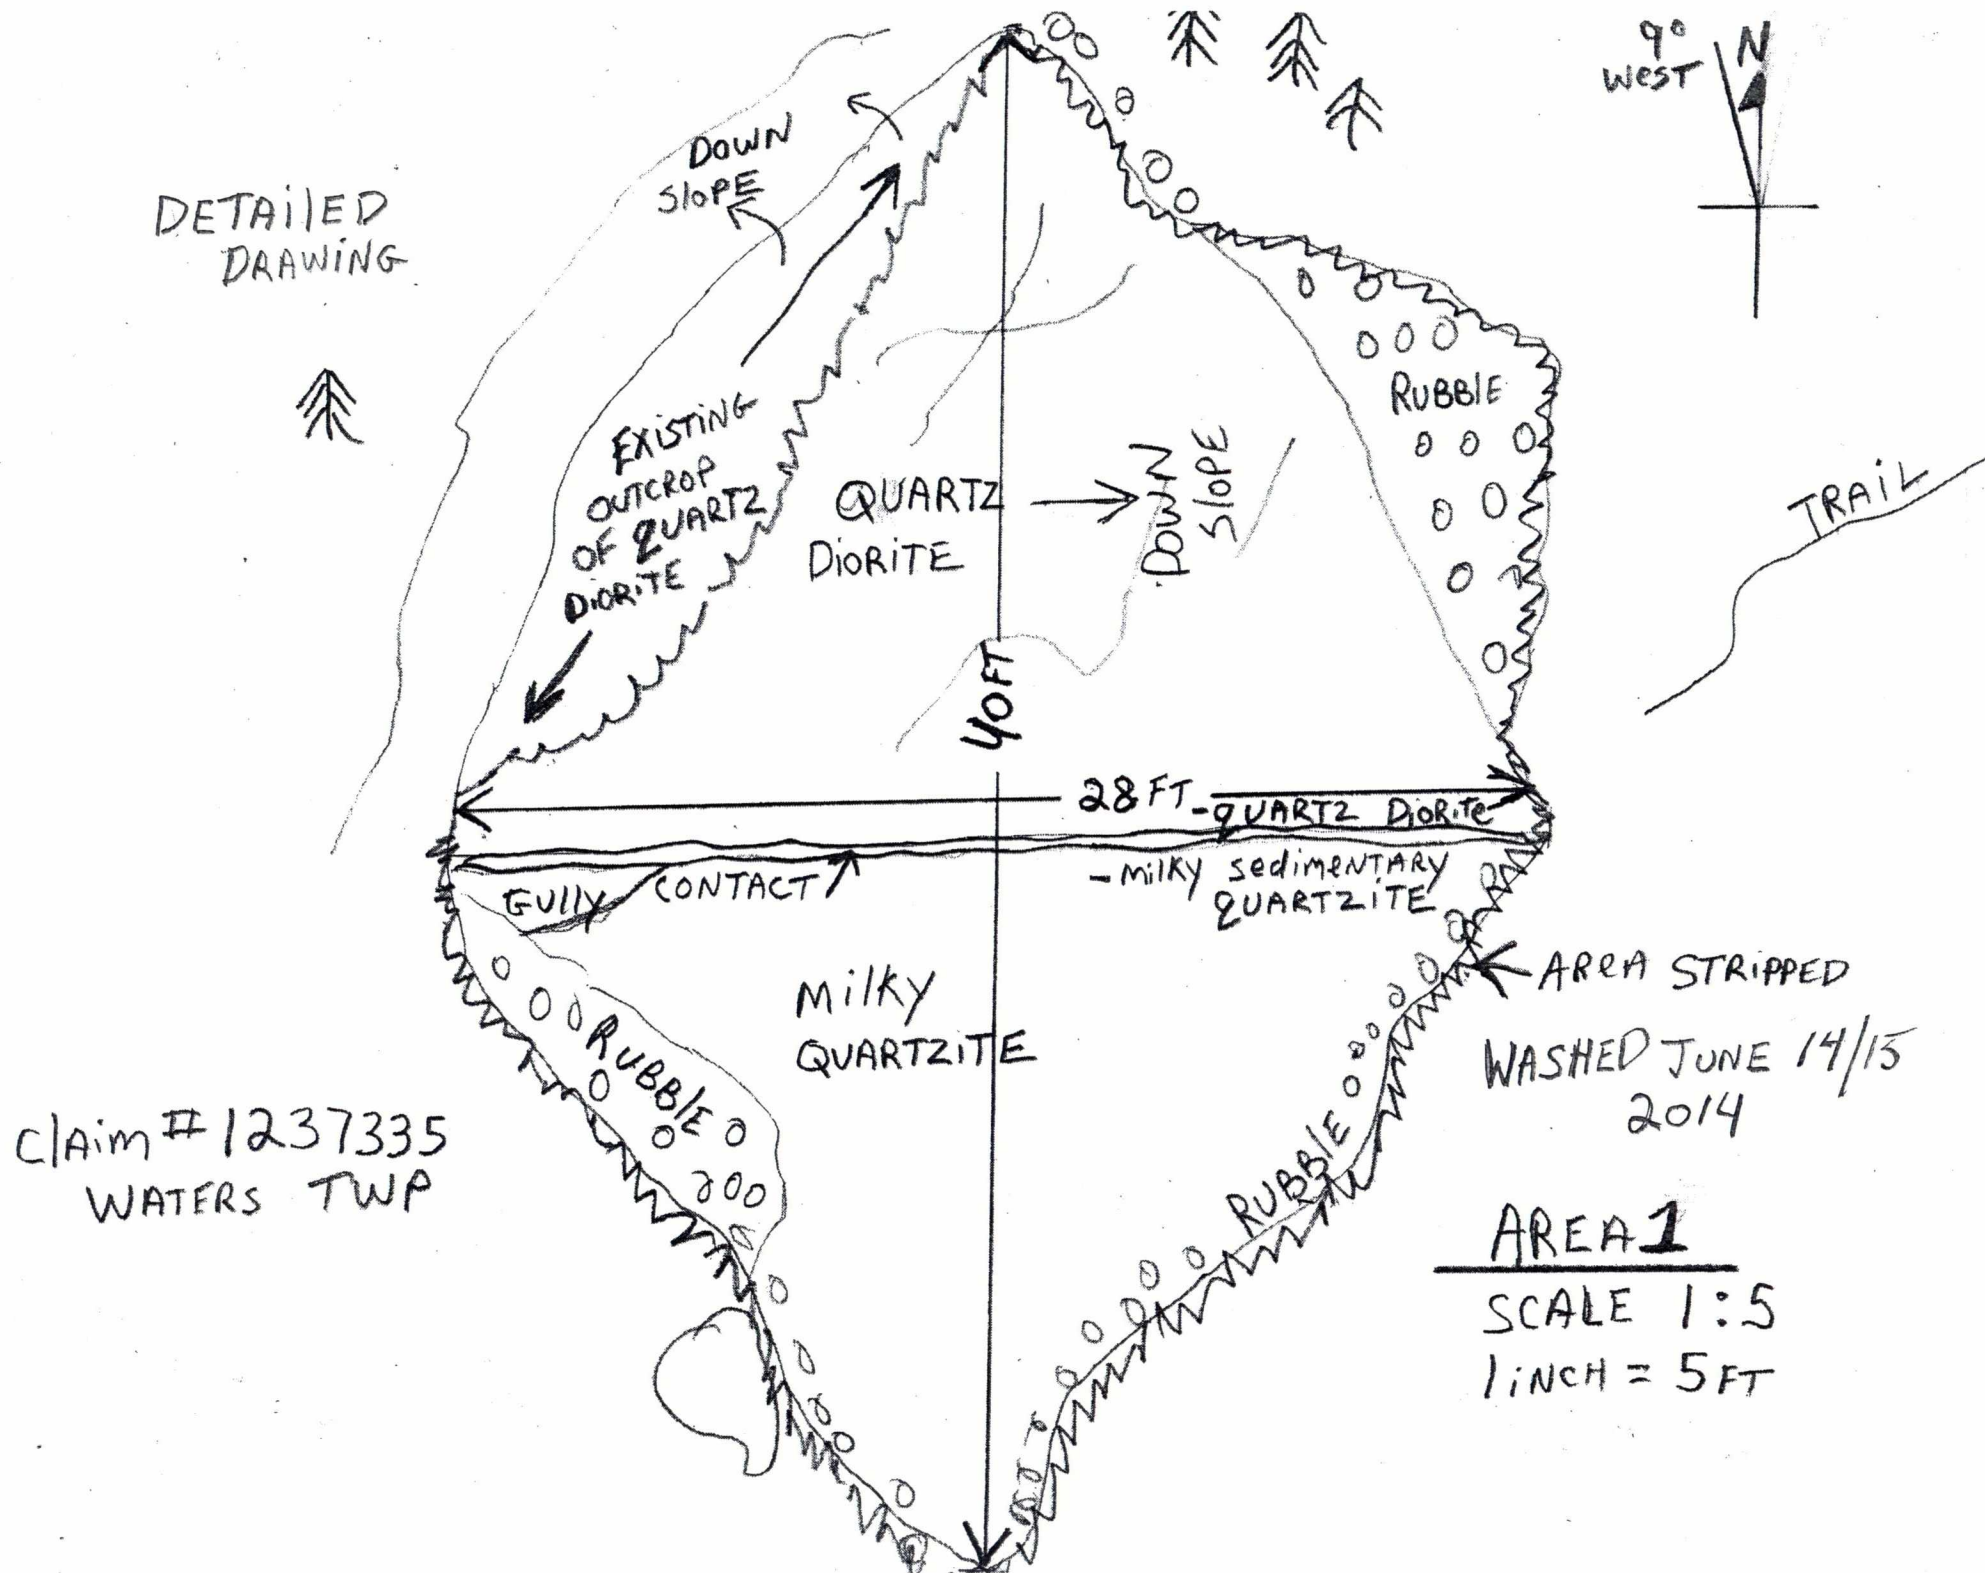 9°
WEST
N
DOWN
SlOPE
DETAilED
DRAWING
RUBBlE
EXISTING
OUTCROP
OF QUARTZ
DIORITE
QUARTZ
DIORITE
DOWN
SlOPE
TRAIL
40FT
28 FT
-QUARTZ DIORITE
-MILKY sedimENTARY
QUARTZITE
GUlly
CONTACT
AREA STRIPPED
WASHED JUNE 14/15
2014
MilKy
QUARTZITE
RUBBlE
ClAim # 1237335
WATERS TWP
RUBBlE
AREA 1
SCALE 1:5
1 INCH = 5 FT